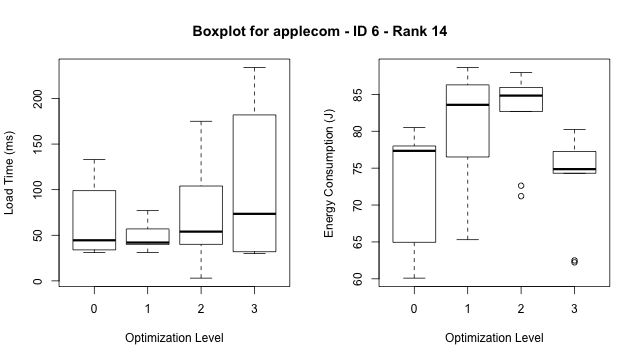 Boxplot for applecom - ID 6 - Rank 14
Load Time (ms)
0
50
100
150
200
0 1 2 3
Optimization Level
Energy Consumption (J)
60
65
70
75
80
85
0 1 2 3
Optimization Level